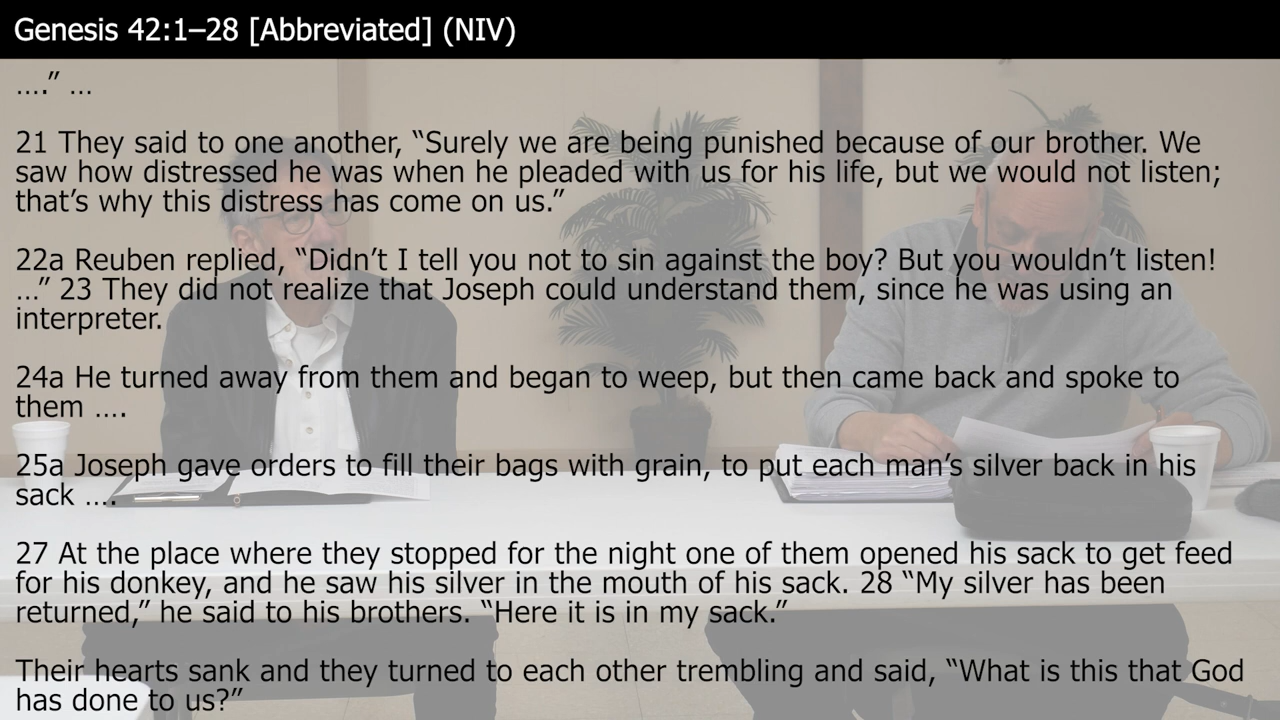 Genesis 42:1–28 [Abbreviated] (NIV)
….” …
21 They said to one another, “Surely we are being punished because of our brother. We
saw how distressed he was when he pleaded with us for his life, but we would not listen;
that’s why this distress has come on us.”
22a Reuben replied, “Didn’t I tell you not to sin against the boy? But you wouldn’t listen!
…” 23 They did not realize that Joseph could understand them, since he was using an
interpreter.
24a He turned away from them and began to weep, but then came back and spoke to
them ….
25a Joseph gave orders to fill their bags with grain, to put each man’s silver back in his
sack ….
27 At the place where they stopped for the night one of them opened his sack to get feed
for his donkey, and he saw his silver in the mouth of his sack. 28 “My silver has been
returned,” he said to his brothers. “Here it is in my sack.”
Their hearts sank and they turned to each other trembling and said, “What is this that God
has done to us?”